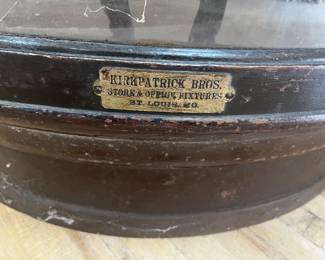 KIRKPATRICK BROS.
STORE & OFFICE FIXTURES
ST. LOUIS, MO.